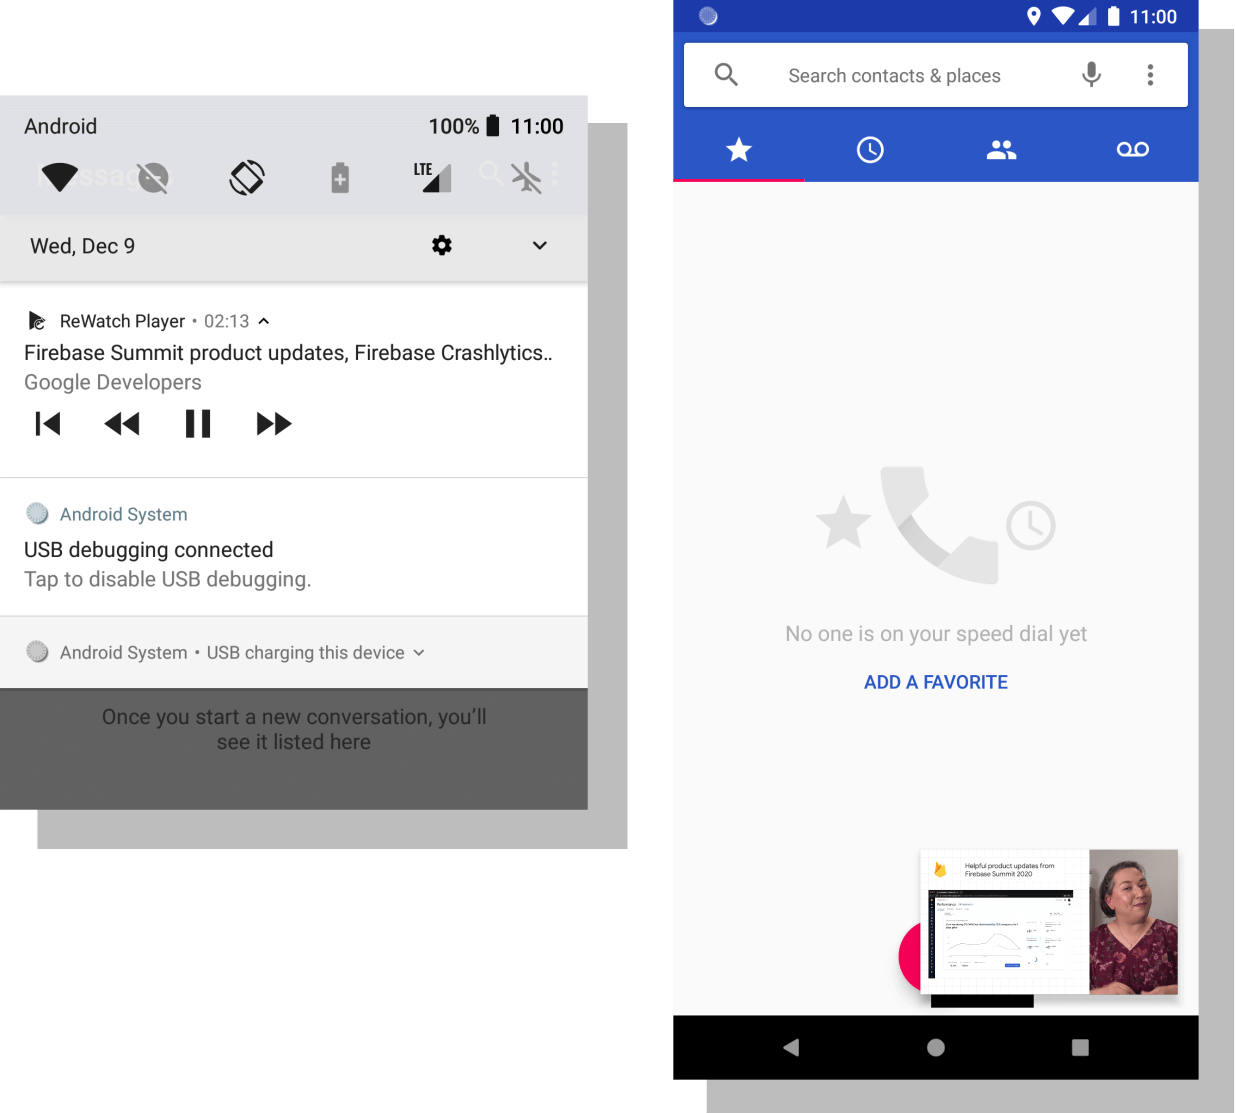 Android
100% 11:00
Messages
LTE
Wed, Dec 9
ReWatch Player • 02:13
Firebase Summit product updates, Firebase Crashlytics..
Google Developers
Android System
USB debugging connected
Tap to disable USB debugging.
Android System • USB charging this device
Once you start a new conversation, you’ll
see it listed here
11:00
Search contacts & places
No one is on your speed dial yet
ADD A FAVORITE
Helpful product updates from
Firebase Summit 2020
Performance